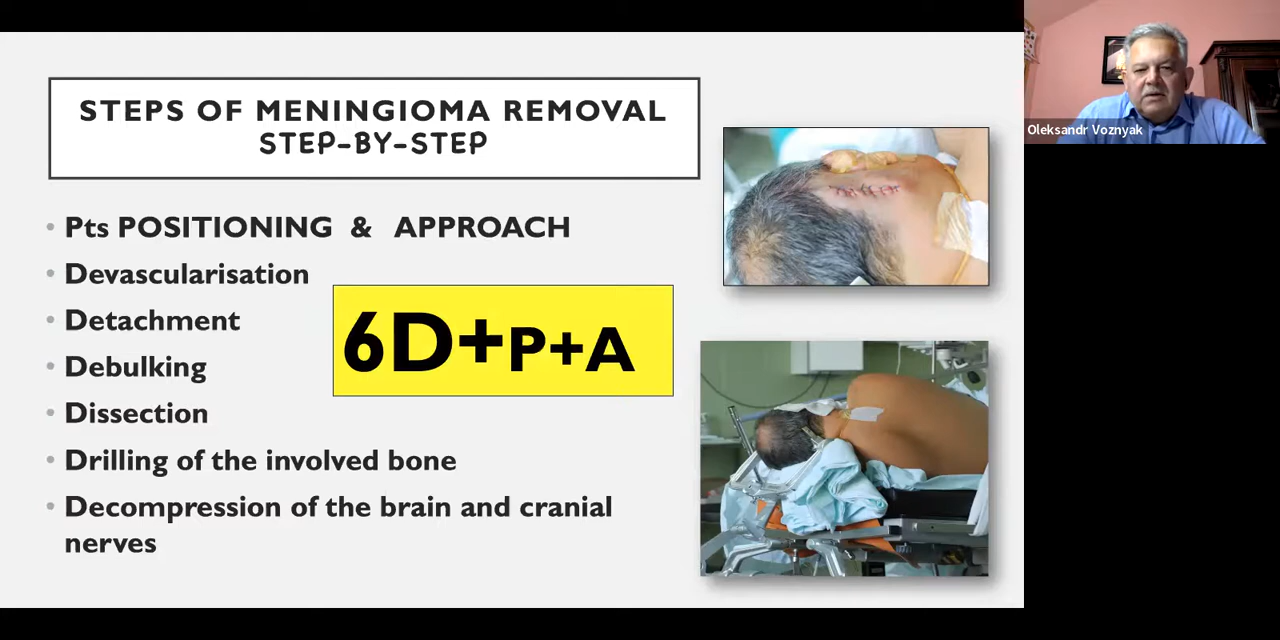 STEPS OF MENINGIOMA REMOVAL
STEP-BY-STEP
• Pts POSITIONING & APPROACH
• Devascularisation
• Detachment
• Debulking
• Dissection
• Drilling of the involved bone
• Decompression of the brain and cranial
nerves
6D+P+A
Oleksandr Voznyak